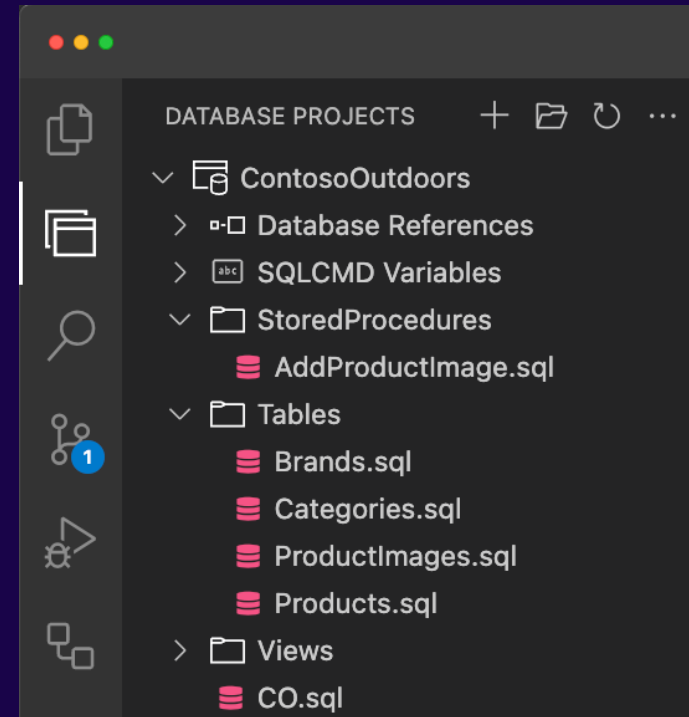 DATABASE PROJECTS
ContosoOutdoors
Database References
abc SQLCMD Variables
StoredProcedures
AddProductImage.sql
Tables
Brands.sql
1
Categories.sql
ProductImages.sql
Products.sql
Views
CO.sql